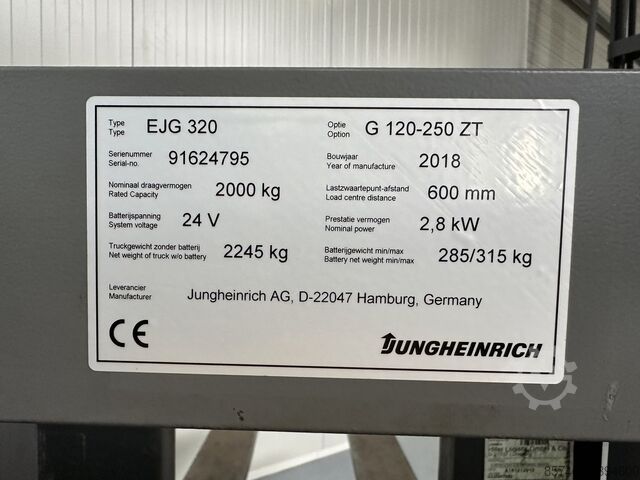 Type EJG 320 Optie G 120-250 ZT
Type Option
Serienummer 91624795 Bouwjaar 2018
Serial-no. Year of manufacture
Nominaal draagvermogen 2000 kg Lastzwaartepunt-afstand 600 mm
Rated Capacity Load centre distance
Batterijspanning 24 V Prestatie vermogen 2,8 kW
System voltage Nominal power
Truckgewicht zonder batterij 2245 kg Batterijgewicht min/max 285/315 kg
Net weight of truck w/o battery Battery net weight min/max
Leverancier Jungheinrich AG, D-22047 Hamburg, Germany
Manufacturer
CE JUNGHEINRICH